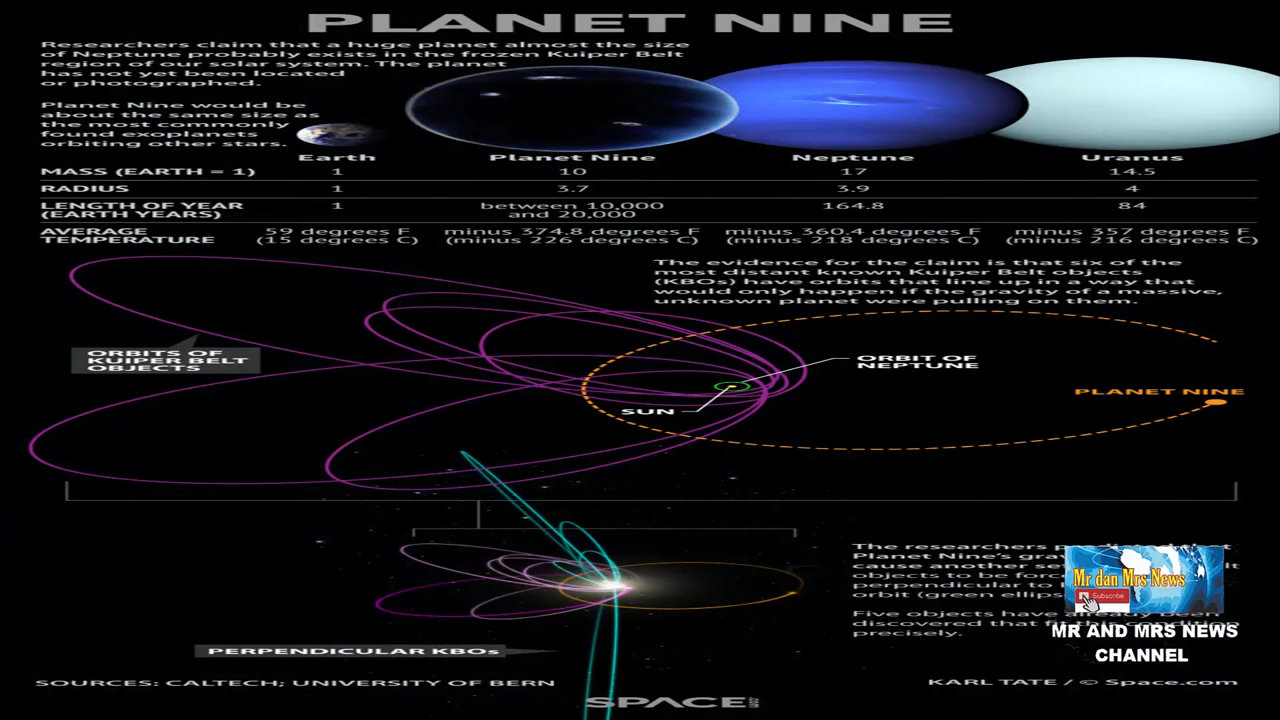 PLANET NINE
Researchers claim that a huge planet almost the size
of Neptune probably exists in the frozen Kuiper Belt
region of our solar system. The planet
has not yet been located
or photographed.
Planet Nine would be
about the same size as
the most commonly
found exoplanets
orbiting other stars.
Earth Planet Nine Neptune Uranus
MASS (EARTH = 1) 1 10 17 14.5
RADIUS 1 3.7 3.9 4
LENGTH OF YEAR (EARTH YEARS) 1 between 10,000 and 20,000 164.8 84
AVERAGE TEMPERATURE 59 degrees F (15 degrees C) minus 374.8 degrees F (minus 226 degrees C) minus 360.4 degrees F (minus 218 degrees C) minus 357 degrees F (minus 216 degrees C)
The evidence for the claim is that six of the
most distant known Kuiper Belt objects
(KBOs) have orbits that line up in a way that
would only happen if the gravity of a massive,
unknown planet were pulling on them.
ORBITS OF
KUIPER BELT
OBJECTS
ORBIT OF
NEPTUNE
SUN
PLANET NINE
The researchers
Planet Nine's
cause another
objects to be
perpendicular to
orbit (green
Five objects have already been
discovered that fit this condition
precisely.
Mr dan Mrs News
Subscribe
MR AND MRS NEWS
CHANNEL
PERPENDICULAR KBOs
SOURCES: CALTECH; UNIVERSITY OF BERN
SPACE.com
KARL TATE / © Space.com